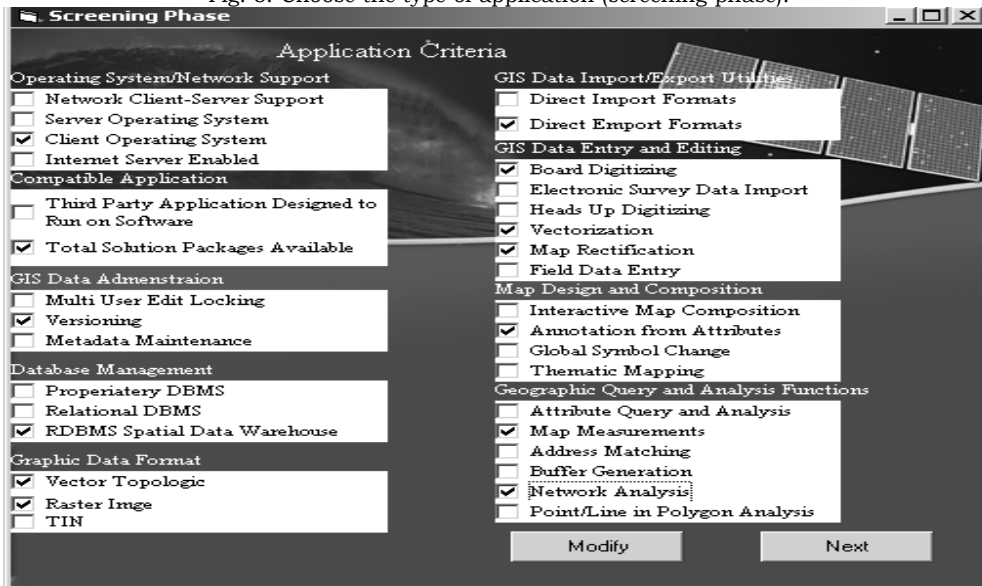 Fig. 6. Choose the type of application (screening phase).
Screening Phase
Application Criteria
Operating System/Network Support
Network Client-Server Support
Server Operating System
Client Operating System
Internet Server Enabled
Compatible Application
Third Party Application Designed to
Run on Software
Total Solution Packages Available
GIS Data Admenstraion
Multi User Edit Locking
Versioning
Metadata Maintenance
Database Management
Properiatery DBMS
Relational DBMS
RDBMS Spatial Data Warehouse
Graphic Data Format
Vector Topologic
Raster Imge
TIN
GIS Data Import/Export Utilities
Direct Import Formats
Direct Emport Formats
GIS Data Entry and Editing
Board Digitizing
Electronic Survey Data Import
Heads Up Digitizing
Vectorization
Map Rectification
Field Data Entry
Map Design and Composition
Interactive Map Composition
Annotation from Attributes
Global Symbol Change
Thematic Mapping
Geographic Query and Analysis Functions
Attribute Query and Analysis
Map Measurements
Address Matching
Buffer Generation
Network Analysis
Point/Line in Polygon Analysis
Modify
Next